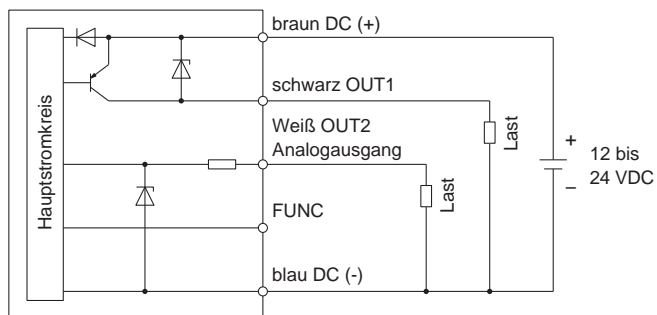 braun DC (+)
schwarz OUT1
Weiß OUT2
Analogausgang
FUNC
blau DC (-)
Hauptstromkreis
Last
Last
+
12 bis
24 VDC
−